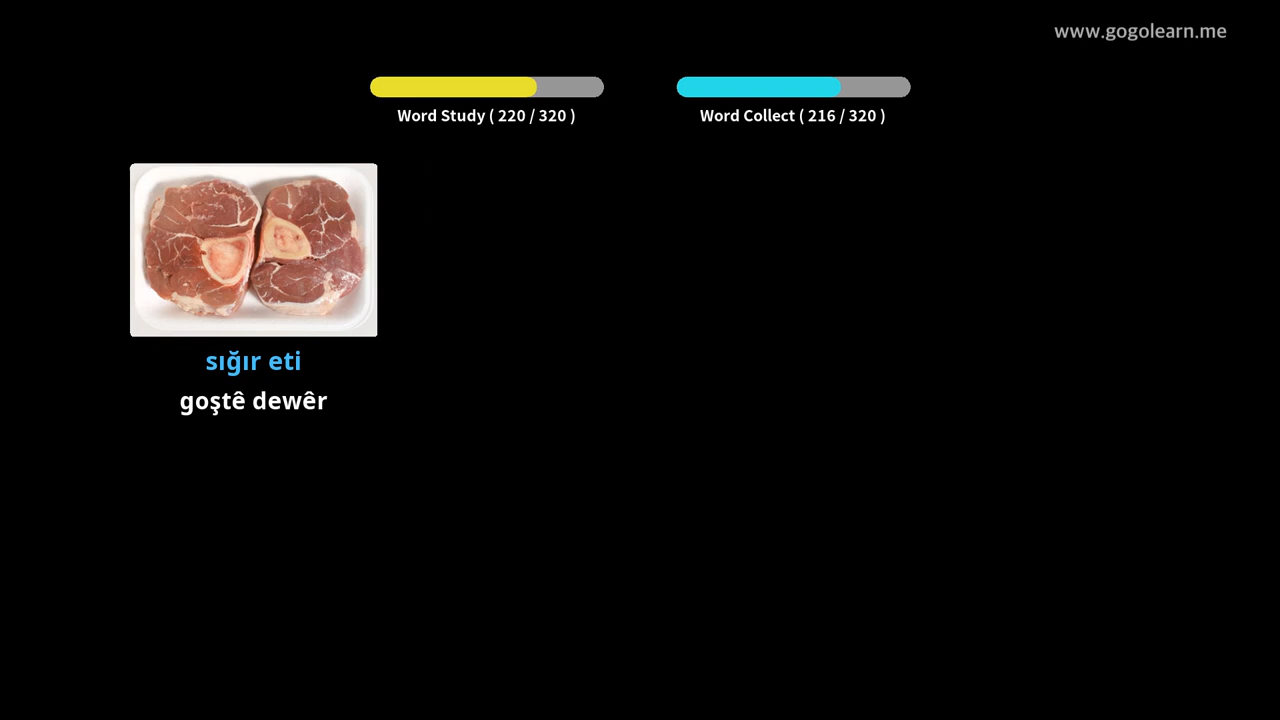 www.gogolearn.me
Word Study ( 220 / 320 )
Word Collect ( 216 / 320 )
sığır eti
goştê dewêr